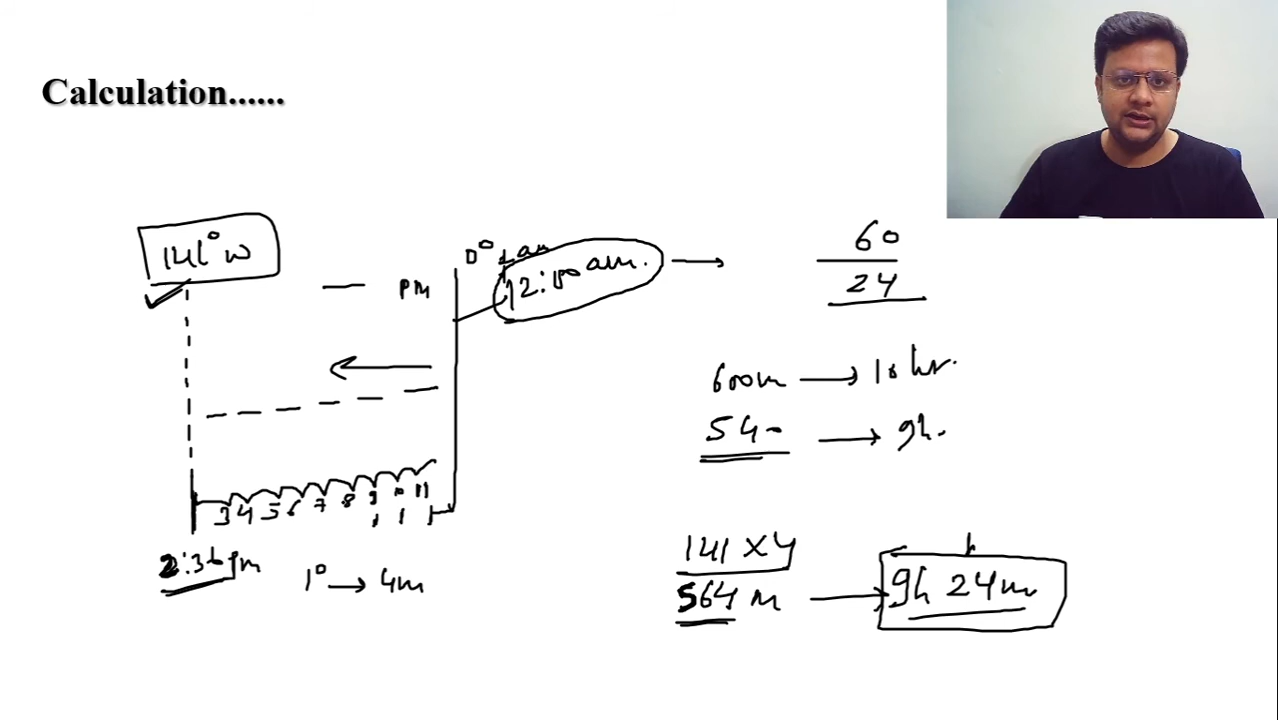 Calculation......
141° W
PM
0°
12:00 am.
60
24
600m → 10 hr.
540 → 9h.
3 4 5 6 7 8 9 10 11
2:36 pm
1° → 4m
141 X 4
564 m → 9h 24m